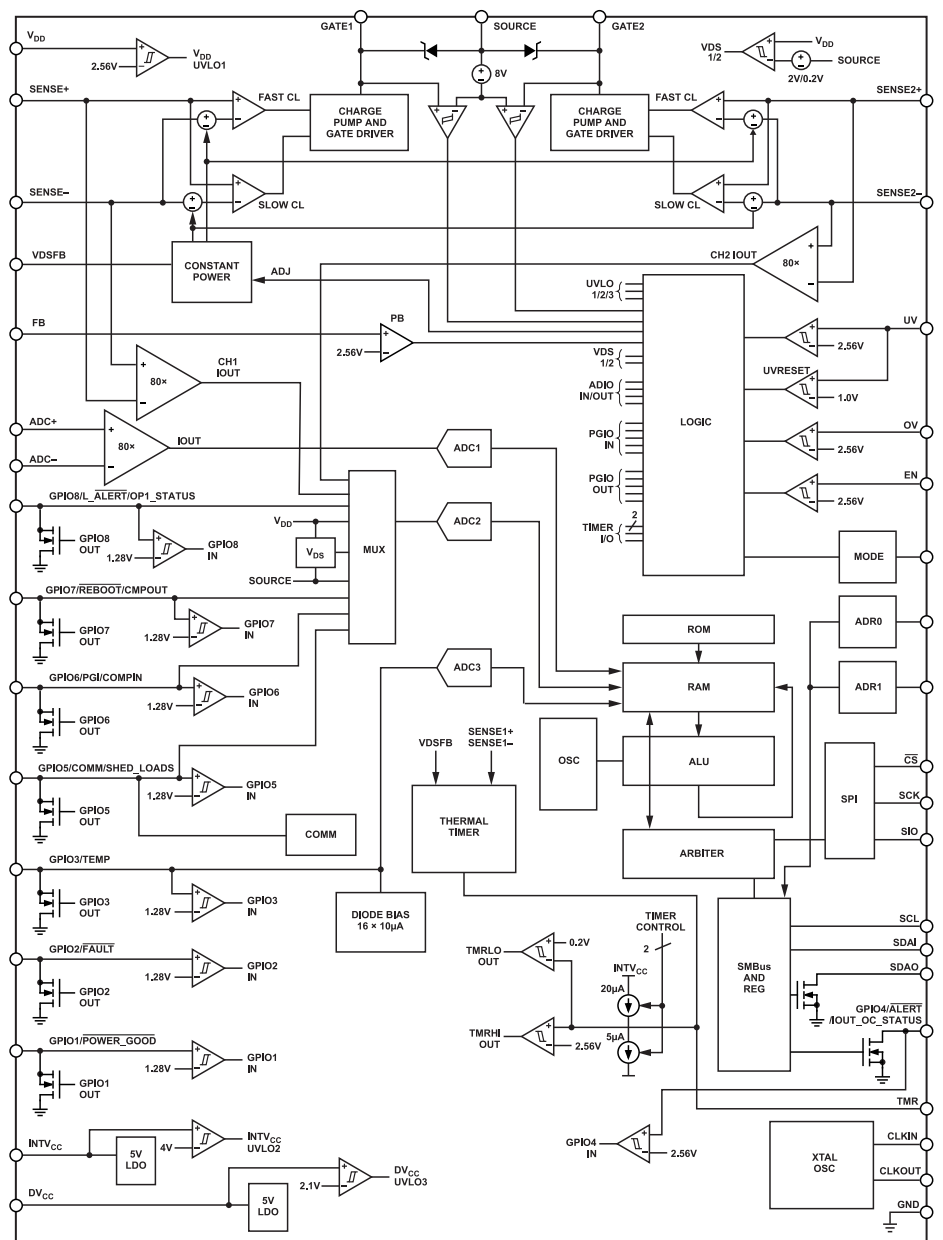 GATE1
SOURCE
GATE2
VDD
2.56V
VDD
UVLO1
8V
VDS
1/2
VDD
SOURCE
2V/0.2V
SENSE+
FAST CL
CHARGE
PUMP AND
GATE DRIVER
CHARGE
PUMP AND
GATE DRIVER
FAST CL
SENSE2+
SENSE−
SLOW CL
SLOW CL
SENSE2−
VDSFB
CONSTANT
POWER
ADJ
CH2 IOUT
80×
FB
PB
2.56V
UVLO
1/2/3
VDS
1/2
ADIO
IN/OUT
PGIO
IN
PGIO
OUT
2
TIMER
I/O
LOGIC
UV
2.56V
UVRESET
1.0V
OV
2.56V
EN
2.56V
MODE
80×
CH1
IOUT
ADC+
ADC−
80×
IOUT
ADC1
GPIO8/L_ALERT/OP1_STATUS
GPIO8
OUT
1.28V
GPIO8
IN
VDD
VDS
SOURCE
MUX
ADC2
GPIO7/REBOOT/CMPOUT
GPIO7
OUT
1.28V
GPIO7
IN
ROM
ADR0
GPIO6/PGI/COMPIN
GPIO6
OUT
1.28V
GPIO6
IN
ADC3
RAM
ADR1
GPIO5/COMM/SHED_LOADS
GPIO5
OUT
1.28V
GPIO5
IN
COMM
VDSFB
SENSE1+
SENSE1−
THERMAL
TIMER
OSC
ALU
SPI
CS
SCK
SIO
ARBITER
GPIO3/TEMP
GPIO3
OUT
1.28V
GPIO3
IN
DIODE BIAS
16 × 10µA
TIMER
CONTROL
2
SMBus
AND
REG
SCL
SDAI
SDAO
GPIO2/FAULT
GPIO2
OUT
1.28V
GPIO2
IN
TMRLO
OUT
0.2V
INTVCC
20µA
5µA
TMRHI
OUT
2.56V
GPIO4/ALERT
/IOUT_OC_STATUS
GPIO1/POWER_GOOD
GPIO1
OUT
1.28V
GPIO1
IN
TMR
INTVCC
5V
LDO
4V
INTVCC
UVLO2
GPIO4
IN
2.56V
XTAL
OSC
CLKIN
CLKOUT
DVCC
5V
LDO
2.1V
DVCC
UVLO3
GND